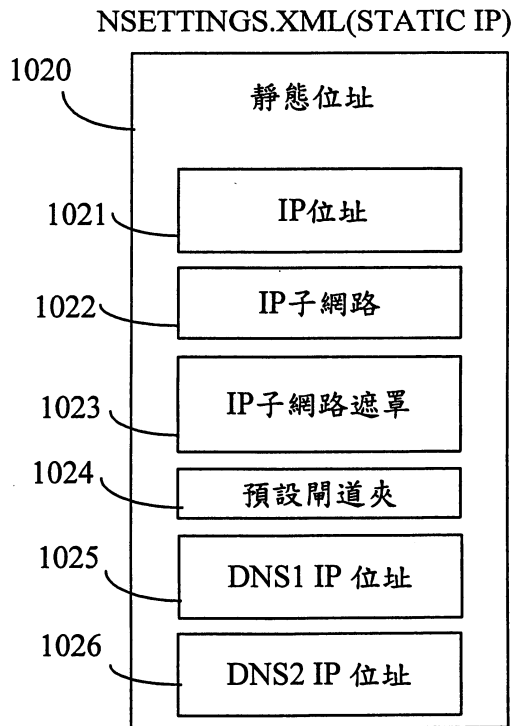 NSETTINGS.XML(STATIC IP)
1020
靜態位址
1021
IP位址
1022
IP子網路
1023
IP子網路遮罩
1024
預設閘道夾
1025
DNS1 IP 位址
1026
DNS2 IP 位址